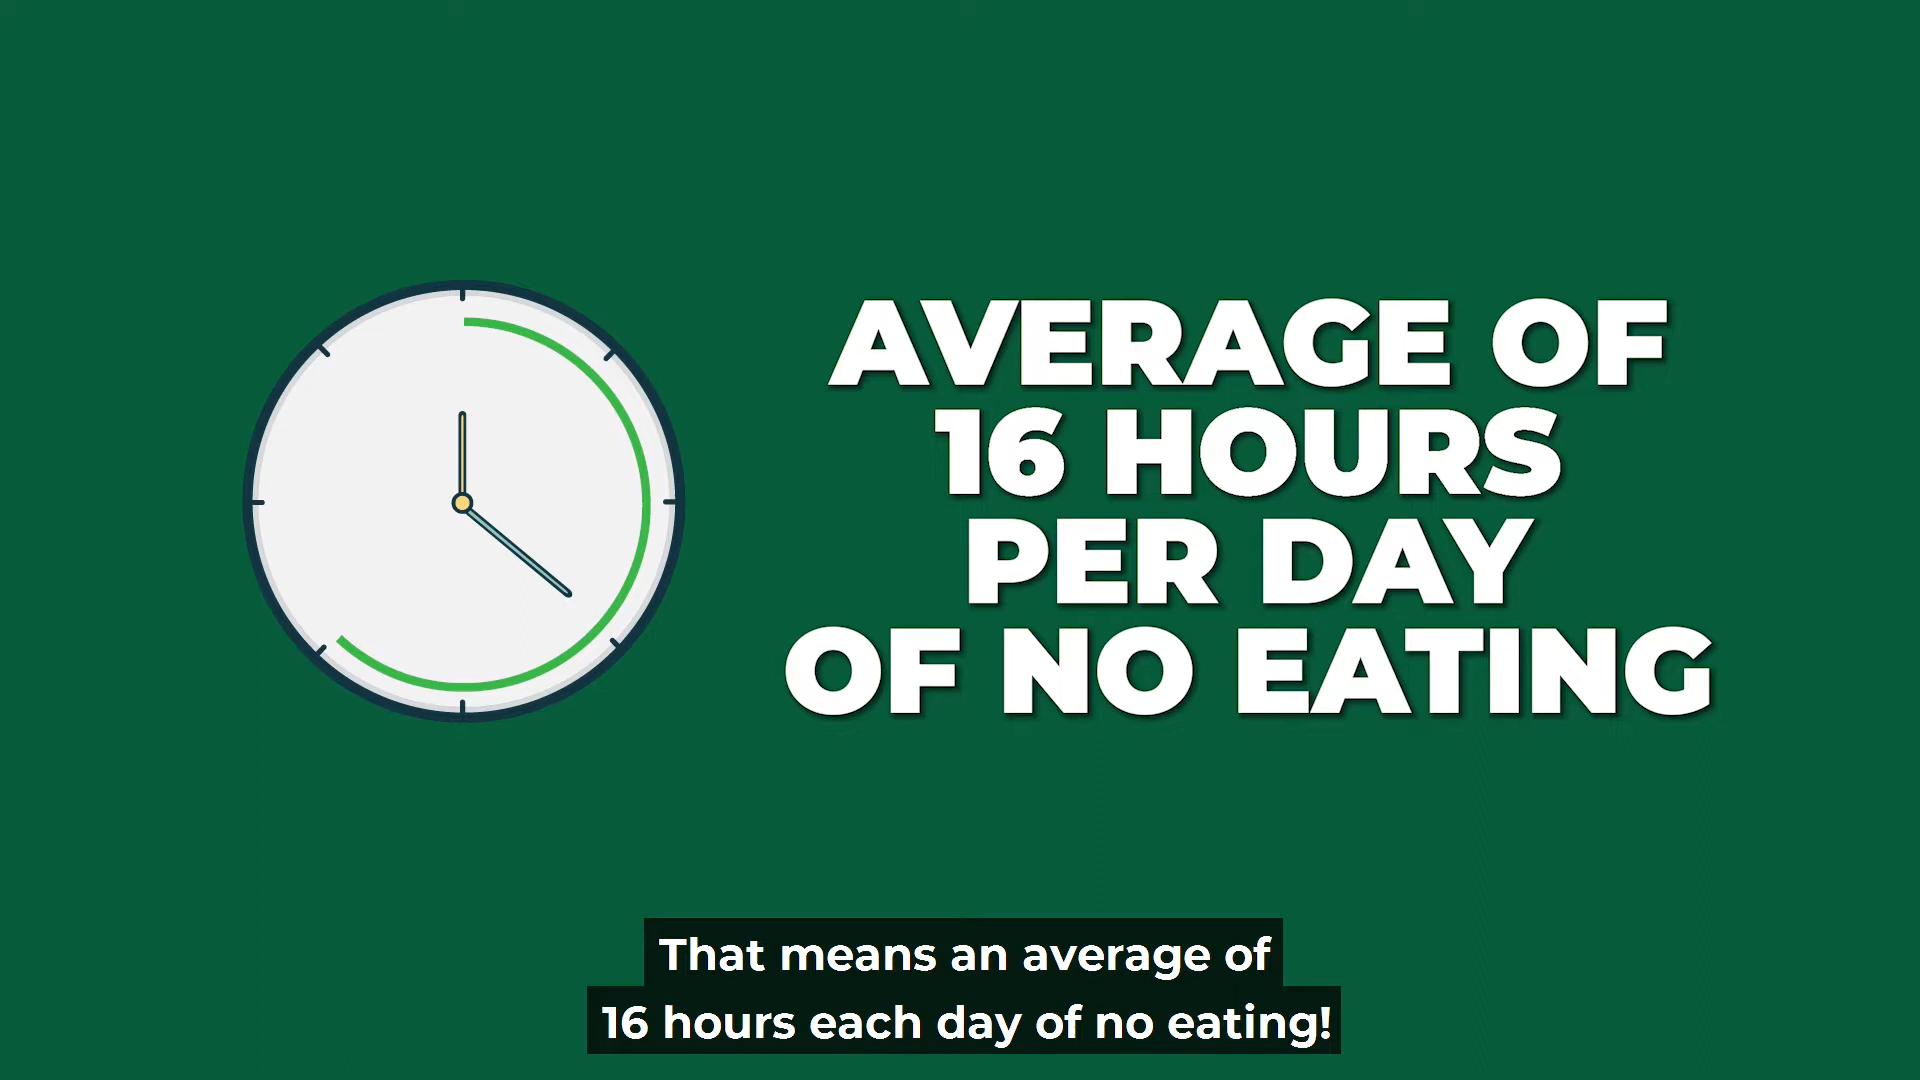 AVERAGE OF
16 HOURS
PER DAY
OF NO EATING
That means an average of
16 hours each day of no eating!